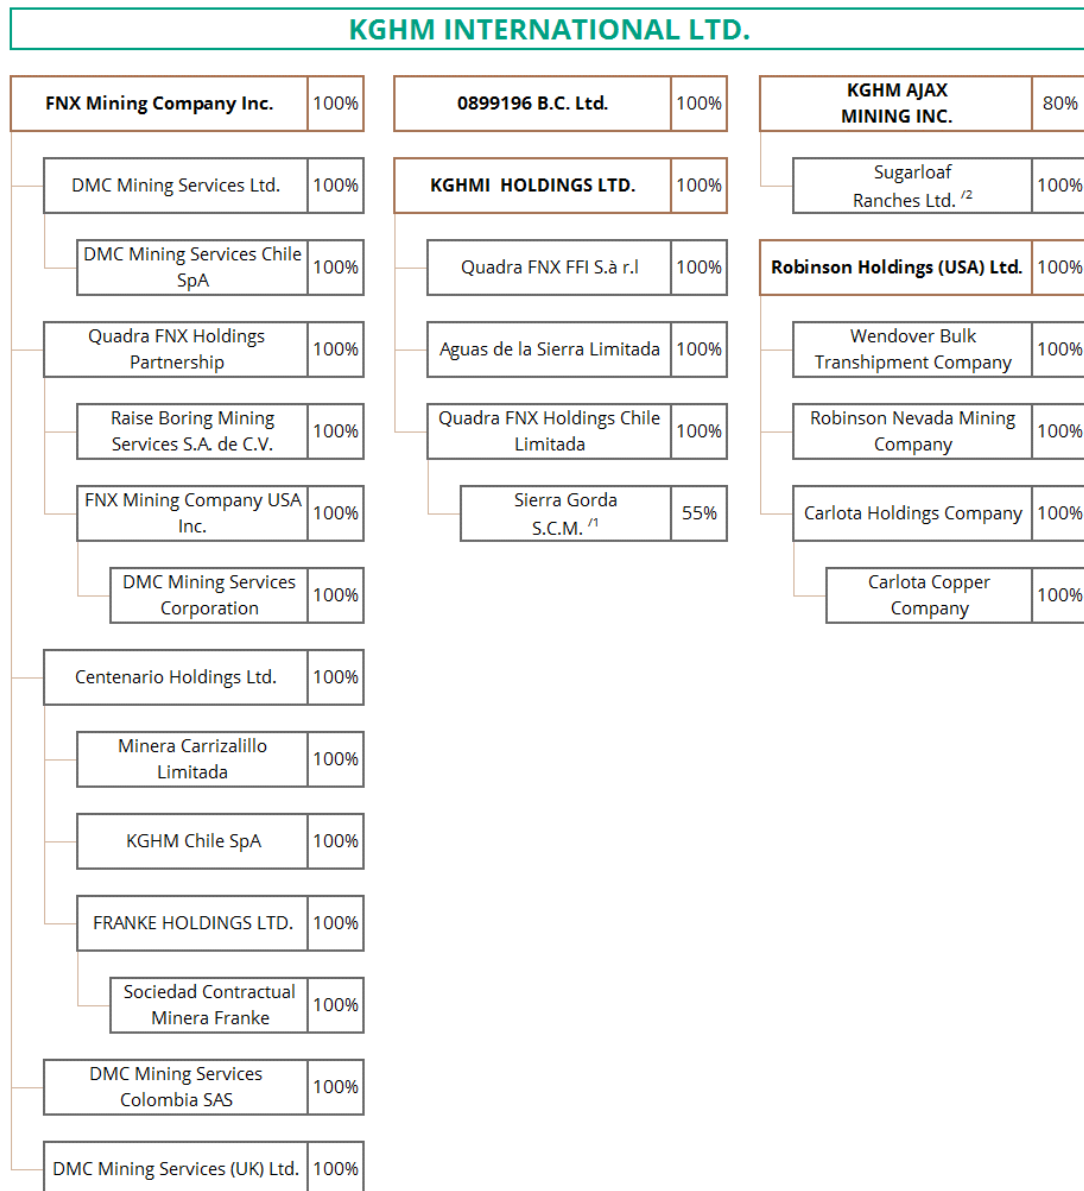 KGHM INTERNATIONAL LTD.
FNX Mining Company Inc. 100%
DMC Mining Services Ltd. 100%
DMC Mining Services Chile
SpA
100%
Quadra FNX Holdings
Partnership
100%
Raise Boring Mining
Services S.A. de C.V.
100%
FNX Mining Company USA
Inc.
100%
DMC Mining Services
Corporation
100%
Centenario Holdings Ltd. 100%
Minera Carrizalillo
Limitada
100%
KGHM Chile SpA 100%
FRANKE HOLDINGS LTD. 100%
Sociedad Contractual
Minera Franke
100%
DMC Mining Services
Colombia SAS
100%
DMC Mining Services (UK) Ltd. 100%
0899196 B.C. Ltd. 100%
KGHMI HOLDINGS LTD. 100%
Quadra FNX FFI S.à r.l 100%
Aguas de la Sierra Limitada 100%
Quadra FNX Holdings Chile
Limitada
100%
Sierra Gorda
S.C.M. /1
55%
KGHM AJAX
MINING INC.
80%
Sugarloaf
Ranches Ltd. /2
100%
Robinson Holdings (USA) Ltd. 100%
Wendover Bulk
Transhipment Company
100%
Robinson Nevada Mining
Company
100%
Carlota Holdings Company 100%
Carlota Copper
Company
100%